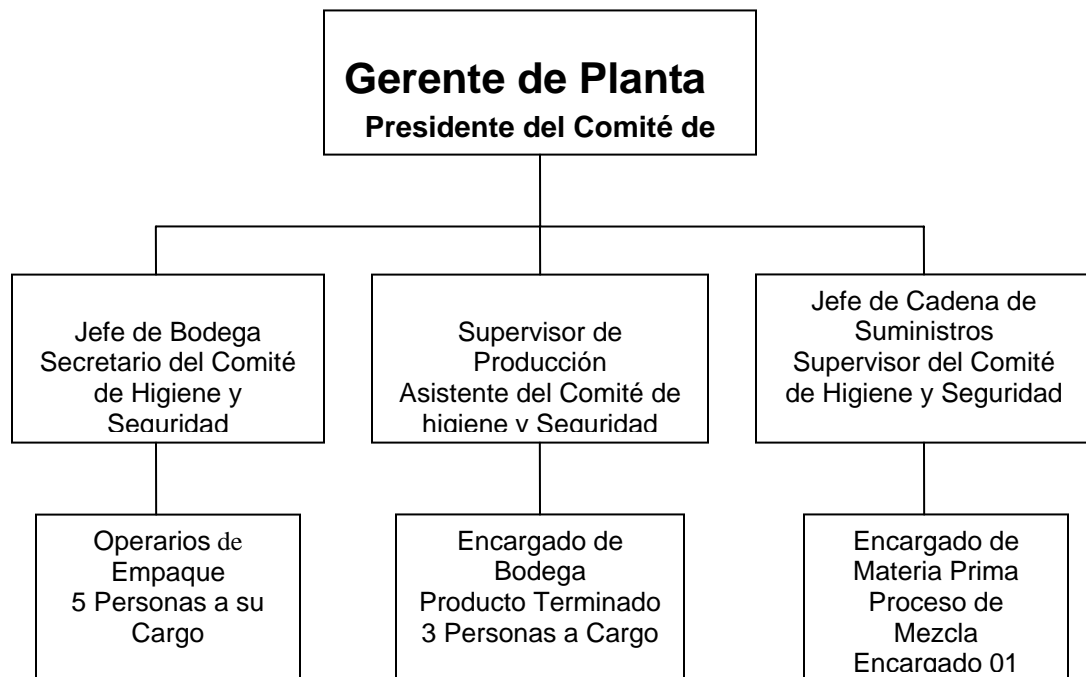 Gerente de Planta
Presidente del Comité de
Jefe de Bodega
Secretario del Comité
de Higiene y
Seguridad
Supervisor de
Producción
Asistente del Comité de
higiene y Seguridad
Jefe de Cadena de
Suministros
Supervisor del Comité
de Higiene y Seguridad
Operarios de
Empaque
5 Personas a su
Cargo
Encargado de
Bodega
Producto Terminado
3 Personas a Cargo
Encargado de
Materia Prima
Proceso de
Mezcla
Encargado 01